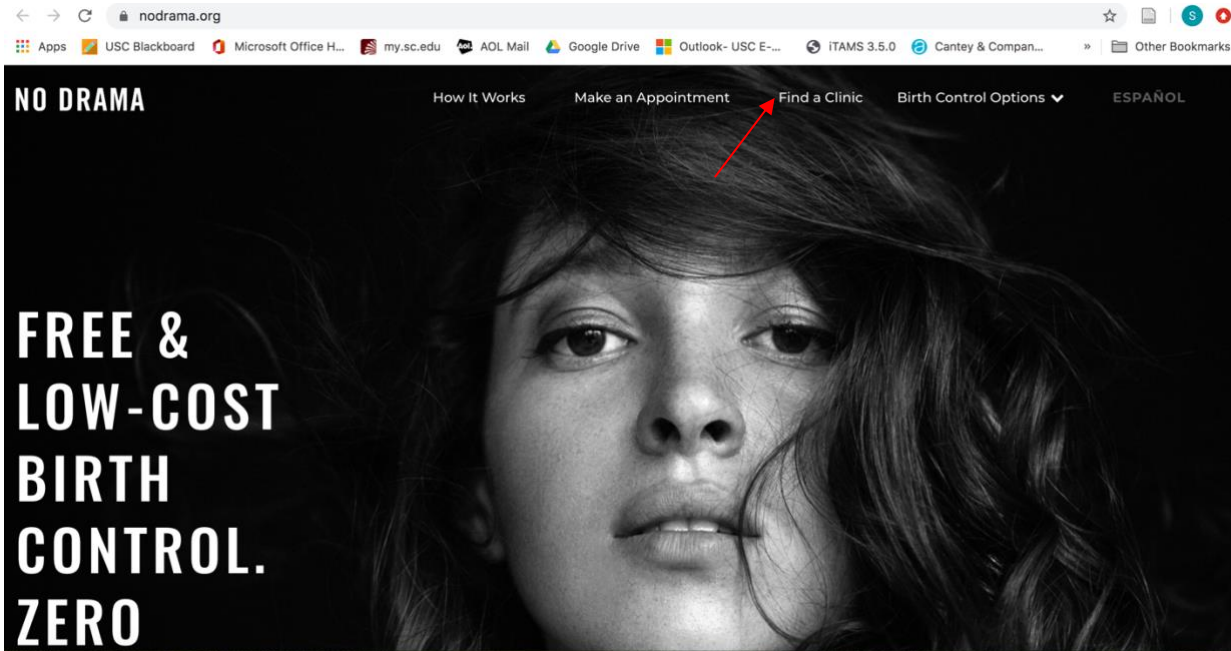 nodrama.org
Apps USC Blackboard Microsoft Office H... my.sc.edu AOL Mail Google Drive Outlook- USC E-... iTAMS 3.5.0 Cantey & Compan... » Other Bookmarks
NO DRAMA How It Works Make an Appointment Find a Clinic Birth Control Options ESPAÑOL
FREE &
LOW-COST
BIRTH
CONTROL.
ZERO